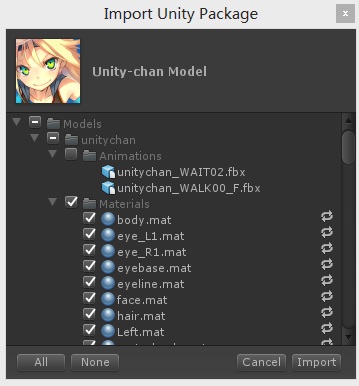 Import Unity Package
x
Unity-chan Model
Models
unitychan
Animations
unitychan_WAIT02.fbx
unitychan_WALK00_F.fbx
Materials
body.mat
eye_L1.mat
eye_R1.mat
eyebase.mat
eyeline.mat
face.mat
hair.mat
Left.mat
All None Cancel Import